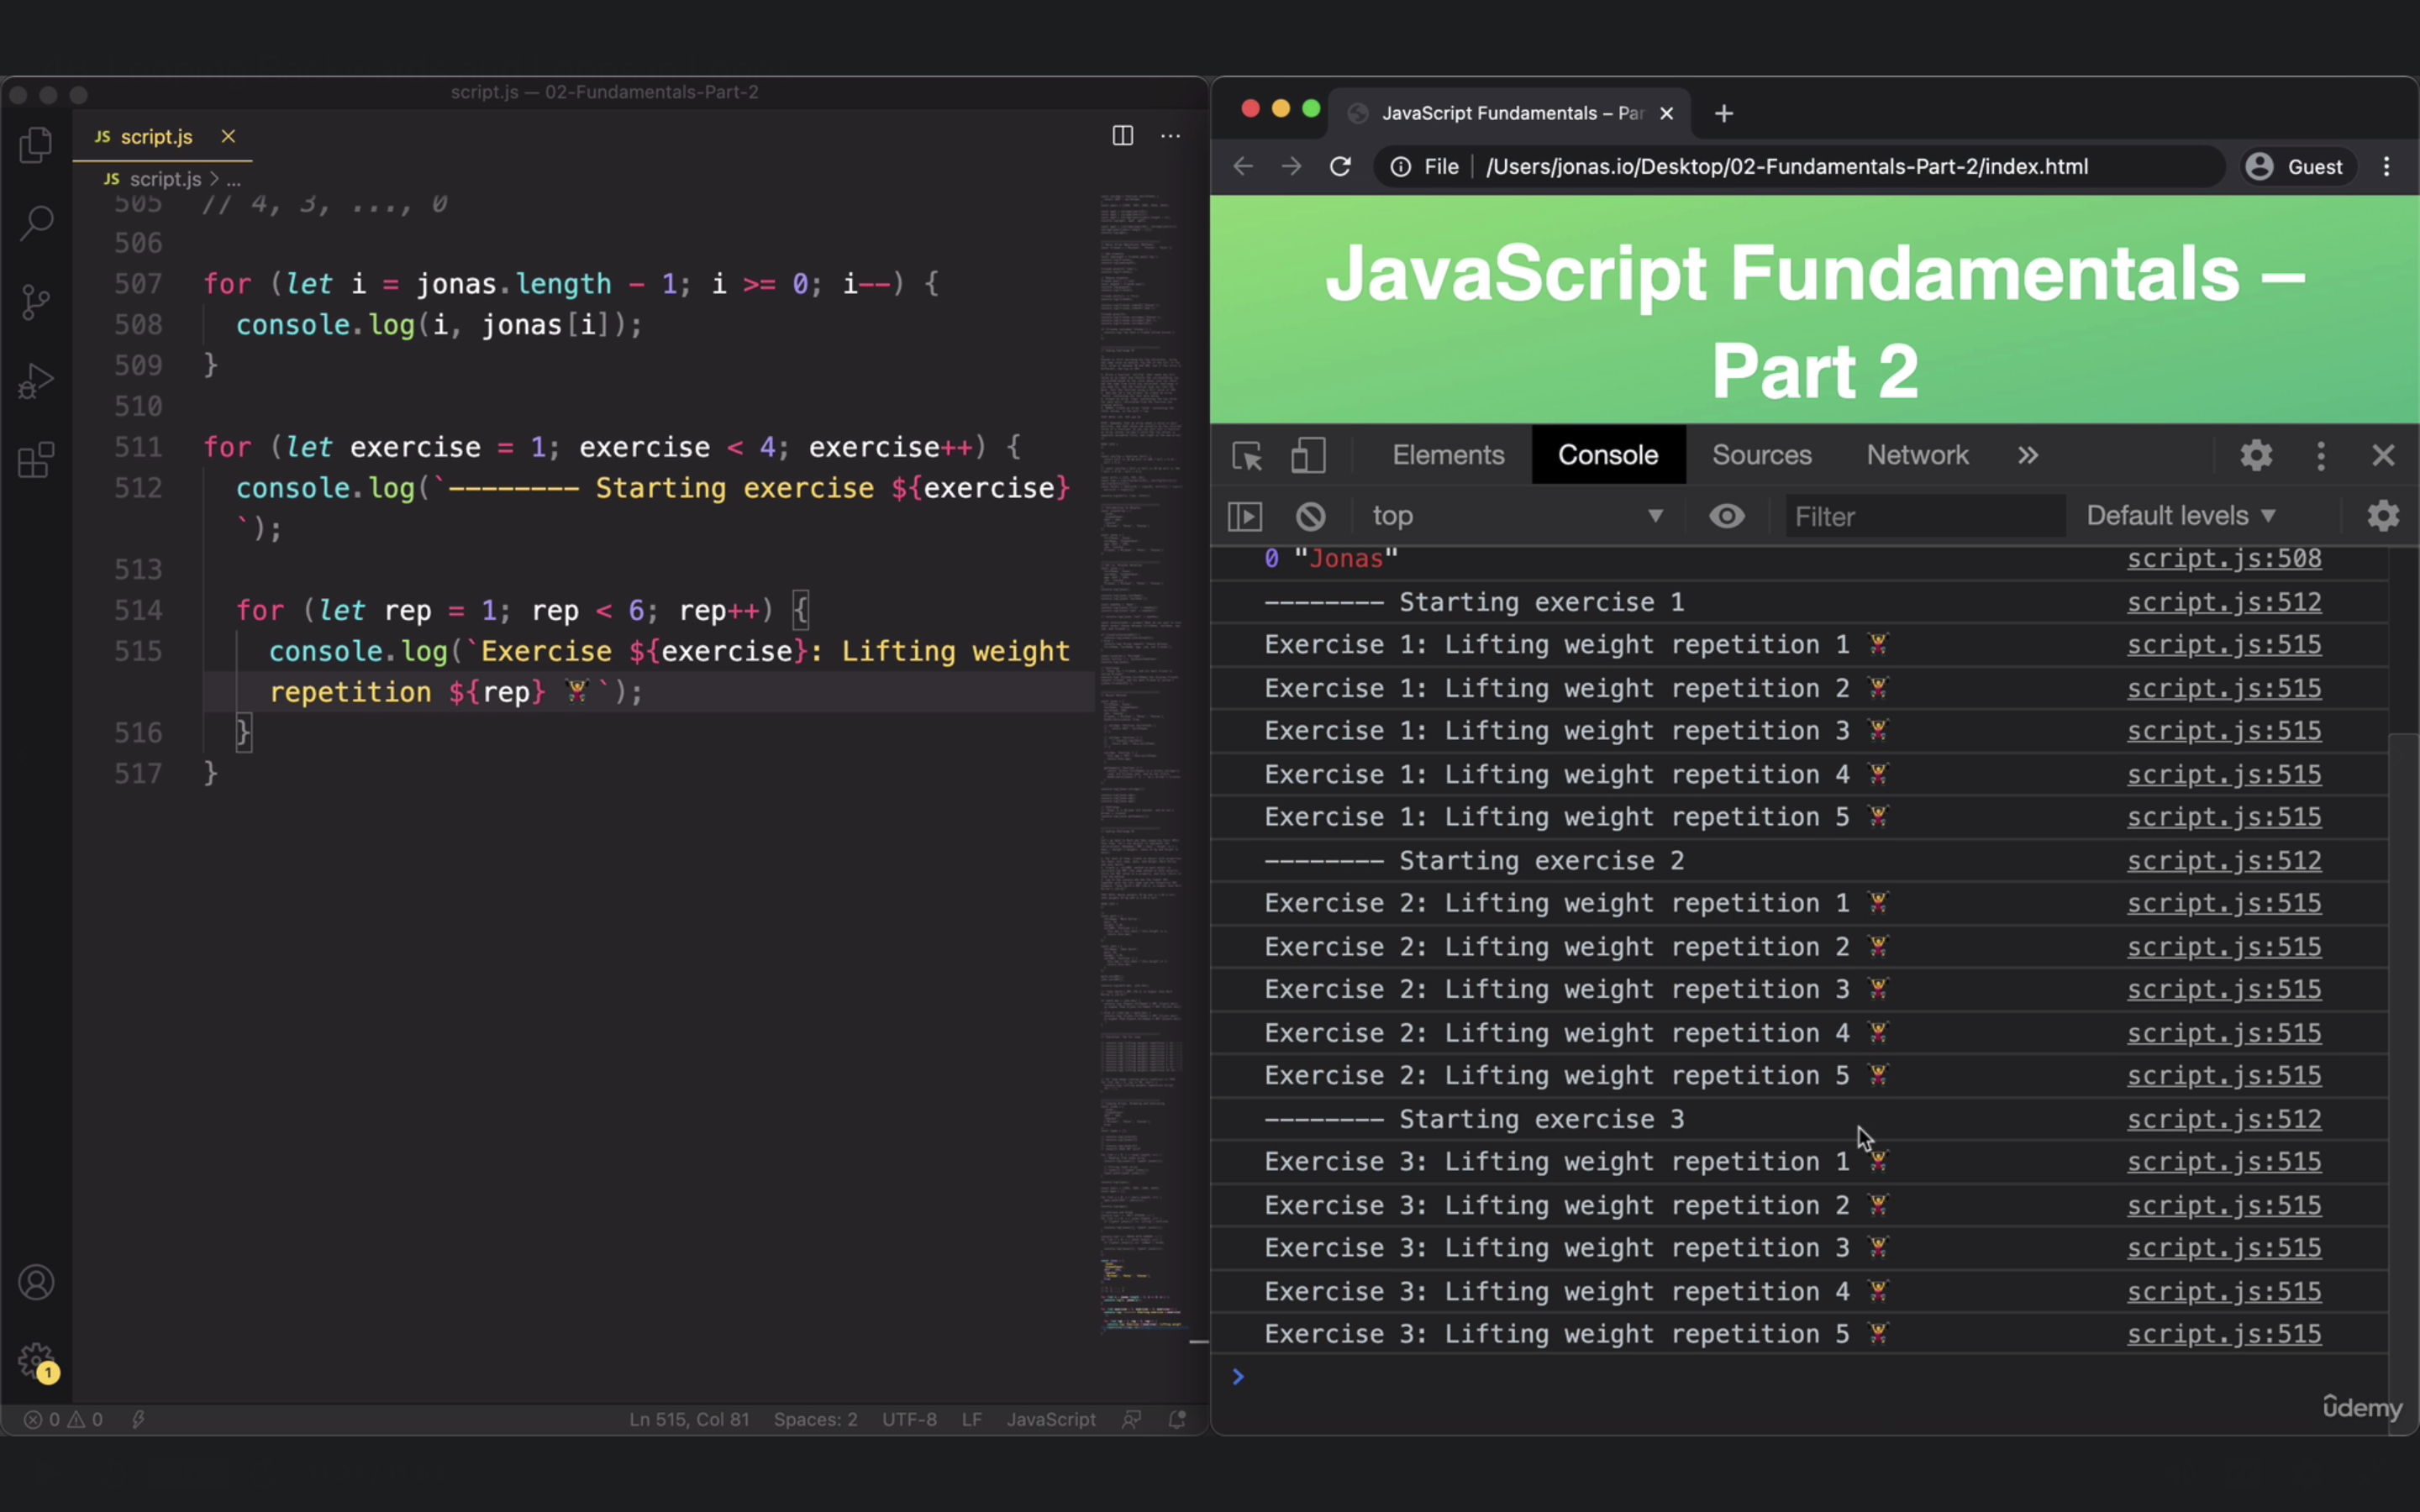 script.js — 02-Fundamentals-Part-2
JS script.js
JS script.js > ...
505 // 4, 3, ..., 0
506
507 for (let i = jonas.length - 1; i >= 0; i--) {
508 console.log(i, jonas[i]);
509 }
510
511 for (let exercise = 1; exercise < 4; exercise++) {
512 console.log(`-------- Starting exercise ${exercise}
`);
513
514 for (let rep = 1; rep < 6; rep++) {
515 console.log(`Exercise ${exercise}: Lifting weight
repetition ${rep} 🏋️`);
516 }
517 }
1
0 0
Ln 515, Col 81 Spaces: 2 UTF-8 LF JavaScript
JavaScript Fundamentals – Par
File /Users/jonas.io/Desktop/02-Fundamentals-Part-2/index.html Guest
JavaScript Fundamentals –
Part 2
Elements Console Sources Network »
top Filter Default levels
0 "Jonas" script.js:508
-------- Starting exercise 1 script.js:512
Exercise 1: Lifting weight repetition 1 🏋️ script.js:515
Exercise 1: Lifting weight repetition 2 🏋️ script.js:515
Exercise 1: Lifting weight repetition 3 🏋️ script.js:515
Exercise 1: Lifting weight repetition 4 🏋️ script.js:515
Exercise 1: Lifting weight repetition 5 🏋️ script.js:515
-------- Starting exercise 2 script.js:512
Exercise 2: Lifting weight repetition 1 🏋️ script.js:515
Exercise 2: Lifting weight repetition 2 🏋️ script.js:515
Exercise 2: Lifting weight repetition 3 🏋️ script.js:515
Exercise 2: Lifting weight repetition 4 🏋️ script.js:515
Exercise 2: Lifting weight repetition 5 🏋️ script.js:515
-------- Starting exercise 3 script.js:512
Exercise 3: Lifting weight repetition 1 🏋️ script.js:515
Exercise 3: Lifting weight repetition 2 🏋️ script.js:515
Exercise 3: Lifting weight repetition 3 🏋️ script.js:515
Exercise 3: Lifting weight repetition 4 🏋️ script.js:515
Exercise 3: Lifting weight repetition 5 🏋️ script.js:515
>
ûdemy